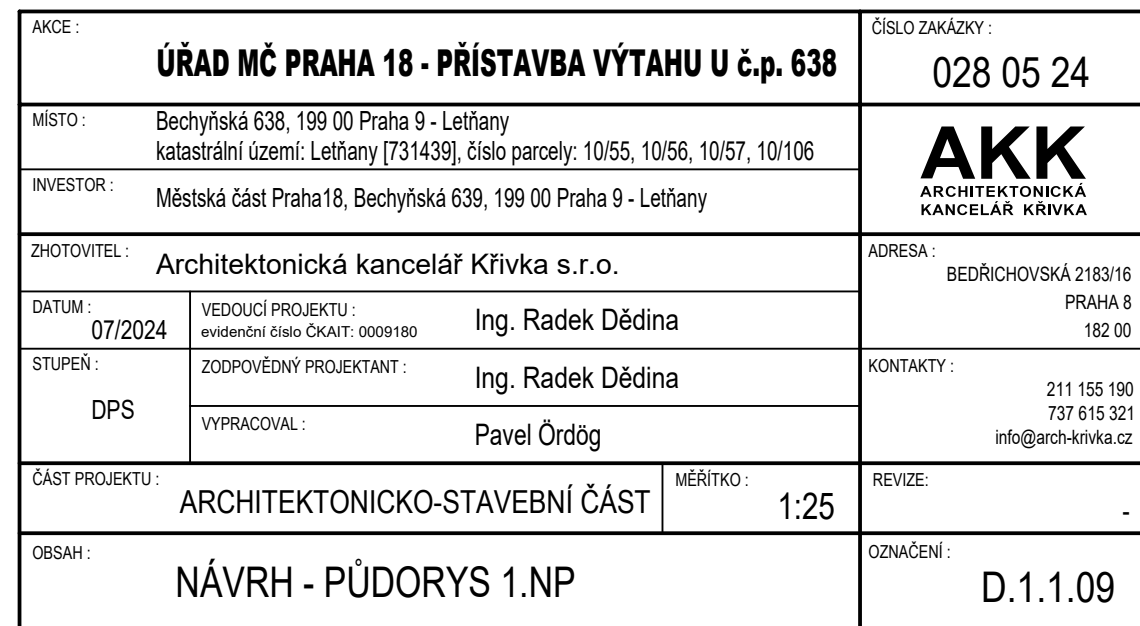 AKCE :
ÚŘAD MČ PRAHA 18 - PŘÍSTAVBA VÝTAHU U č.p. 638
ČÍSLO ZAKÁZKY :
028 05 24
MÍSTO :
Bechyňská 638, 199 00 Praha 9 - Letňany
katastrální území: Letňany [731439], číslo parcely: 10/55, 10/56, 10/57, 10/106
AKK
ARCHITEKTONICKÁ
KANCELÁŘ KŘIVKA
INVESTOR :
Městská část Praha18, Bechyňská 639, 199 00 Praha 9 - Letňany
ZHOTOVITEL :
Architektonická kancelář Křivka s.r.o.
ADRESA :
BEDŘICHOVSKÁ 2183/16
PRAHA 8
182 00
DATUM :
07/2024
VEDOUCÍ PROJEKTU :
evidenční číslo ČKAIT: 0009180
Ing. Radek Dědina
STUPEŇ :
DPS
ZODPOVĚDNÝ PROJEKTANT :
Ing. Radek Dědina
VYPRACOVAL :
Pavel Ördög
KONTAKTY :
211 155 190
737 615 321
info@arch-krivka.cz
ČÁST PROJEKTU :
ARCHITEKTONICKO-STAVEBNÍ ČÁST
MĚŘÍTKO :
1:25
REVIZE:
-
OBSAH :
NÁVRH - PŮDORYS 1.NP
OZNAČENÍ :
D.1.1.09